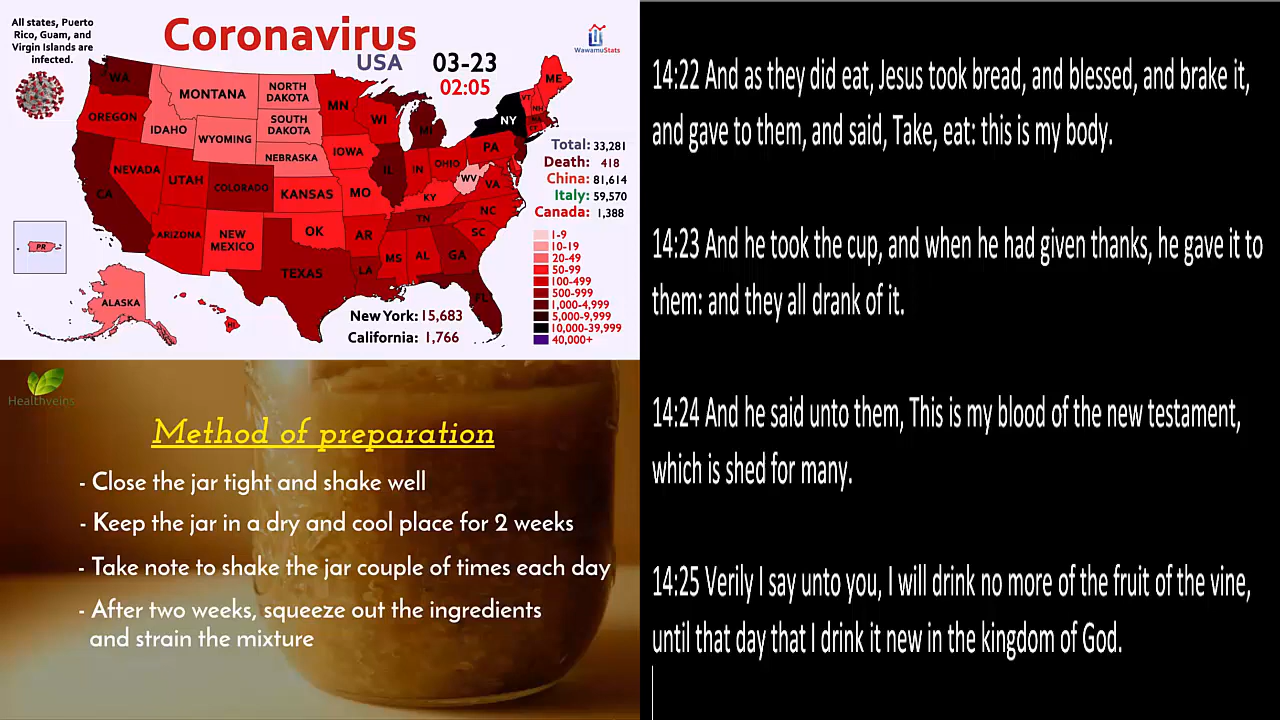 All states, Puerto
Rico, Guam, and
Virgin Islands are
infected.
Coronavirus
USA
03-23
02:05
WawamuStats
WA
MONTANA
NORTH
DAKOTA
MN
ME
VT
NH
OREGON
IDAHO
SOUTH
DAKOTA
WI
MI
NY
MA
CT
WYOMING
NEBRASKA
IOWA
PA
NEVADA
UTAH
COLORADO
KANSAS
MO
IL
IN
OHIO
WV
VA
KY
CA
ARIZONA
NEW
MEXICO
OK
AR
TN
NC
SC
TEXAS
LA
MS
AL
GA
FL
PR
ALASKA
HI
Total: 33,281
Death: 418
China: 81,614
Italy: 59,570
Canada: 1,388
1-9
10-19
20-49
50-99
100-499
500-999
1,000-4,999
5,000-9,999
10,000-39,999
40,000+
New York: 15,683
California: 1,766
Healthveins
Method of preparation
- Close the jar tight and shake well
- Keep the jar in a dry and cool place for 2 weeks
- Take note to shake the jar couple of times each day
- After two weeks, squeeze out the ingredients
and strain the mixture
14:22 And as they did eat, Jesus took bread, and blessed, and brake it,
and gave to them, and said, Take, eat: this is my body.
14:23 And he took the cup, and when he had given thanks, he gave it to
them: and they all drank of it.
14:24 And he said unto them, This is my blood of the new testament,
which is shed for many.
14:25 Verily I say unto you, I will drink no more of the fruit of the vine,
until that day that I drink it new in the kingdom of God.